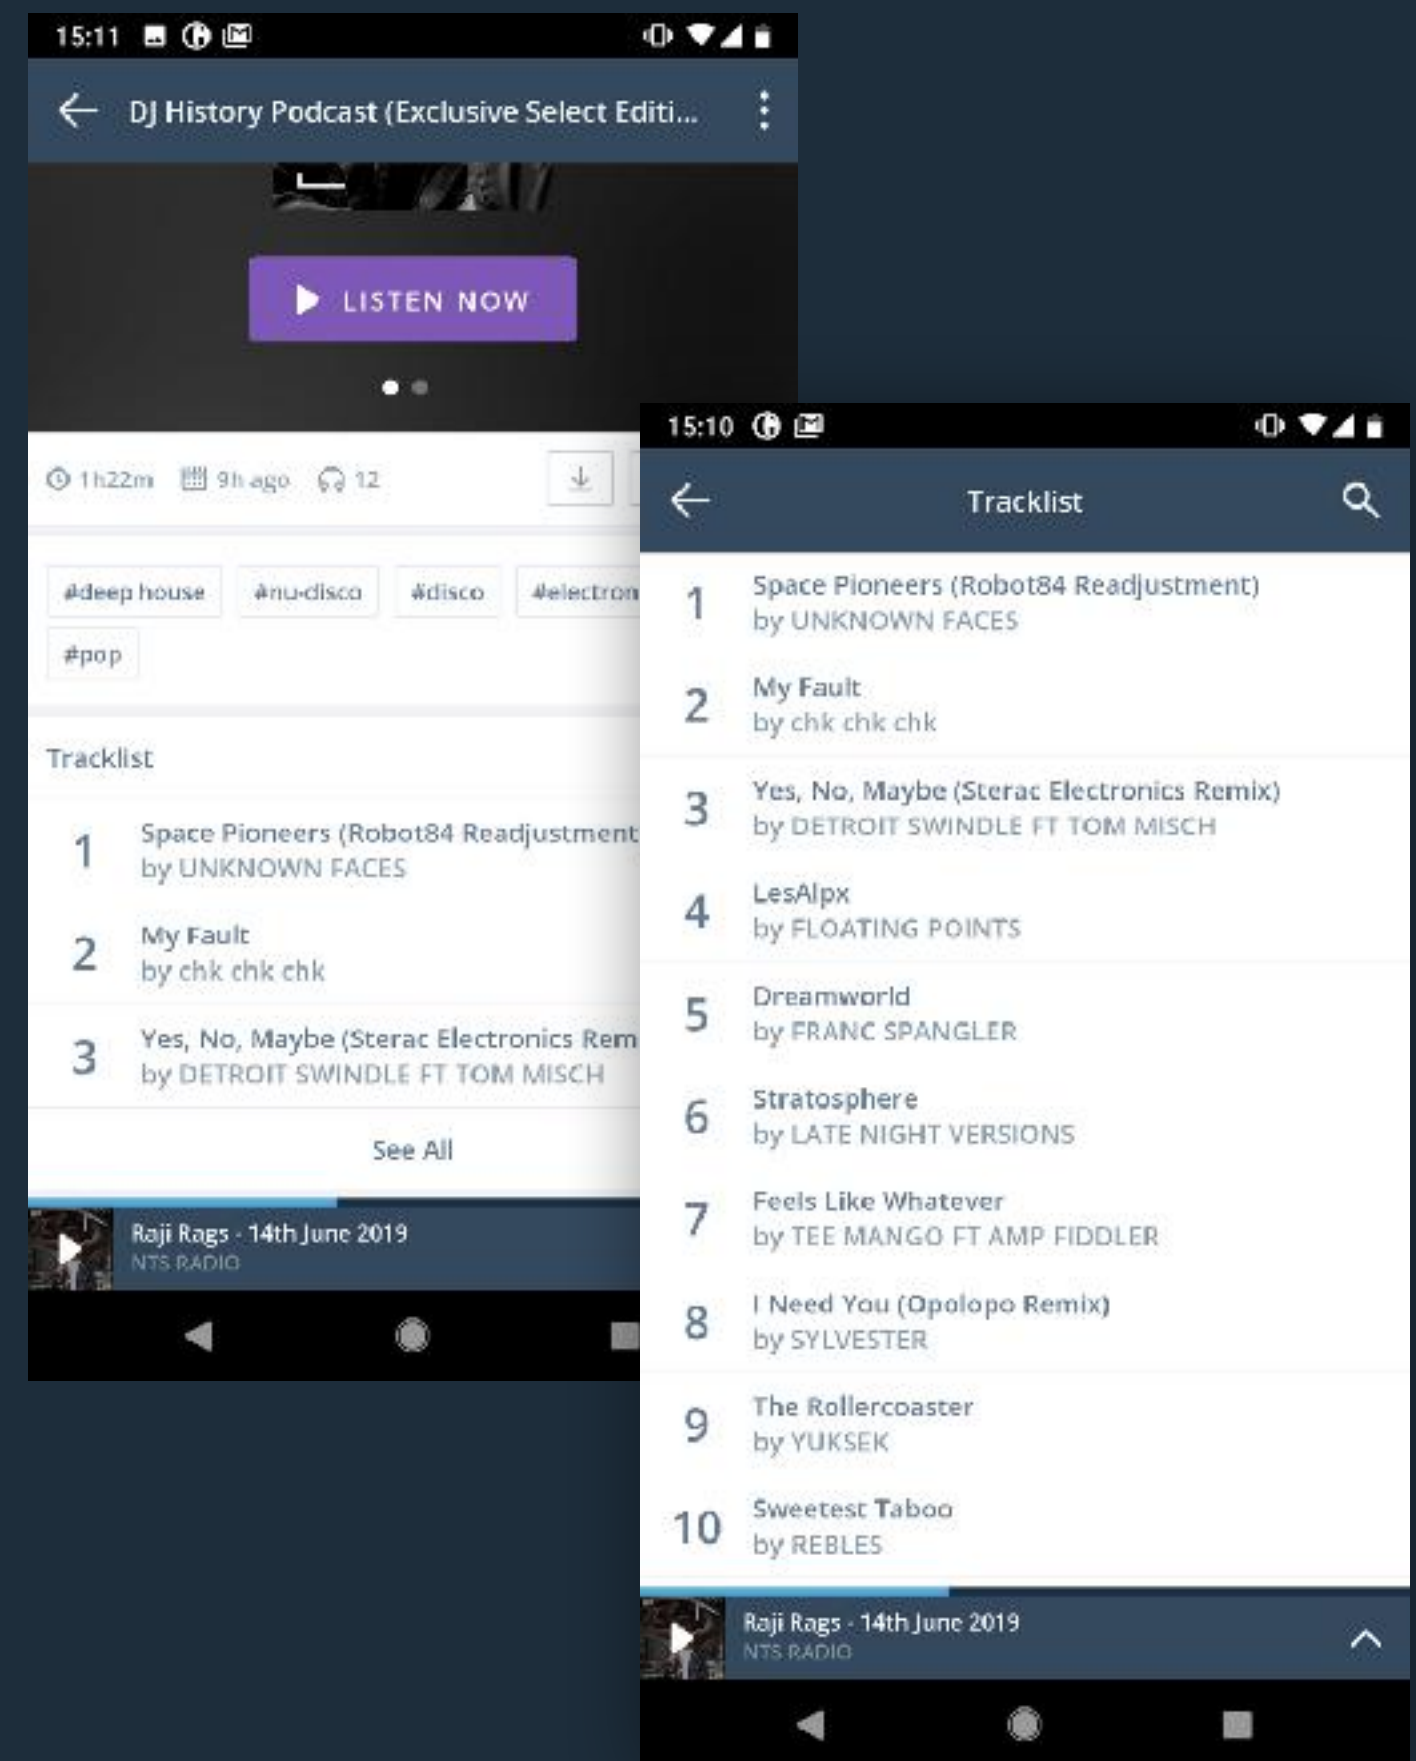 15:11
DJ History Podcast (Exclusive Select Editi...
LISTEN NOW
1h22m 9h ago 12
#deep house #nu-disco #disco #electron
#pop
Tracklist
1
Space Pioneers (Robot84 Readjustment
by UNKNOWN FACES
2
My Fault
by chk chk chk
3
Yes, No, Maybe (Sterac Electronics Rem
by DETROIT SWINDLE FT TOM MISCH
See All
Raji Rags - 14th June 2019
NTS RADIO
15:10
Tracklist
1
Space Pioneers (Robot84 Readjustment)
by UNKNOWN FACES
2
My Fault
by chk chk chk
3
Yes, No, Maybe (Sterac Electronics Remix)
by DETROIT SWINDLE FT TOM MISCH
4
LesAlpx
by FLOATING POINTS
5
Dreamworld
by FRANC SPANGLER
6
Stratosphere
by LATE NIGHT VERSIONS
7
Feels Like Whatever
by TEE MANGO FT AMP FIDDLER
8
I Need You (Opolopo Remix)
by SYLVESTER
9
The Rollercoaster
by YUKSEK
10
Sweetest Taboo
by REBLES
Raji Rags - 14th June 2019
NTS RADIO